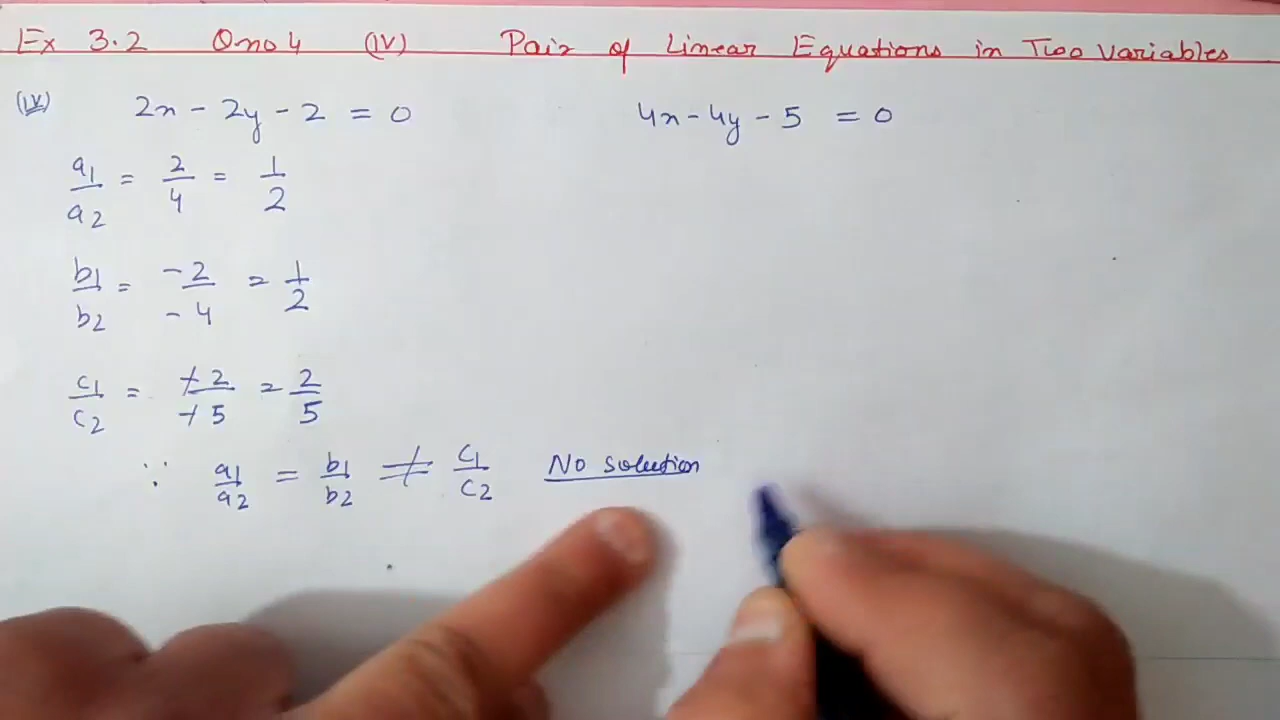 Ex 3.2 Qno 4 (IV) Pair of Linear Equations in Two variables
(IV) 2x - 2y - 2 = 0 4x - 4y - 5 = 0
a1/a2 = 2/4 = 1/2
b1/b2 = -2/-4 = 1/2
c1/c2 = -2/-5 = 2/5
∵ a1/a2 = b1/b2 ≠ c1/c2 No solution